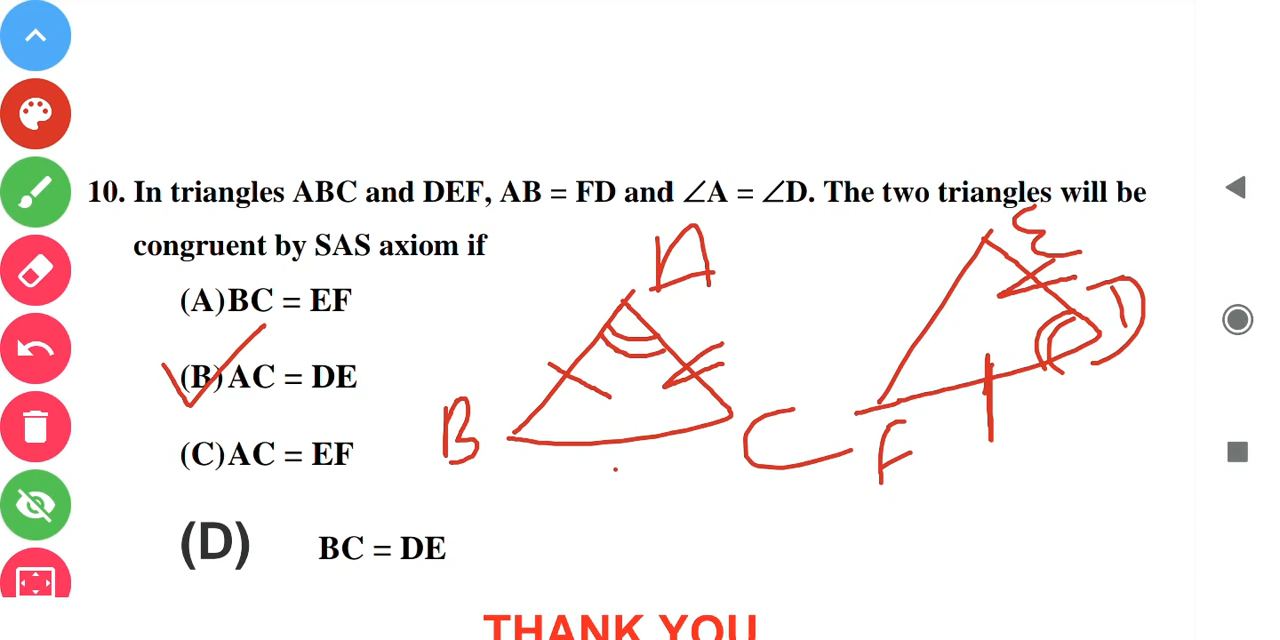 10. In triangles ABC and DEF, AB = FD and ∠A = ∠D. The two triangles will be
congruent by SAS axiom if
(A)BC = EF
(B)AC = DE
(C)AC = EF
(D) BC = DE
A
B
C
E
D
F
THANK YOU